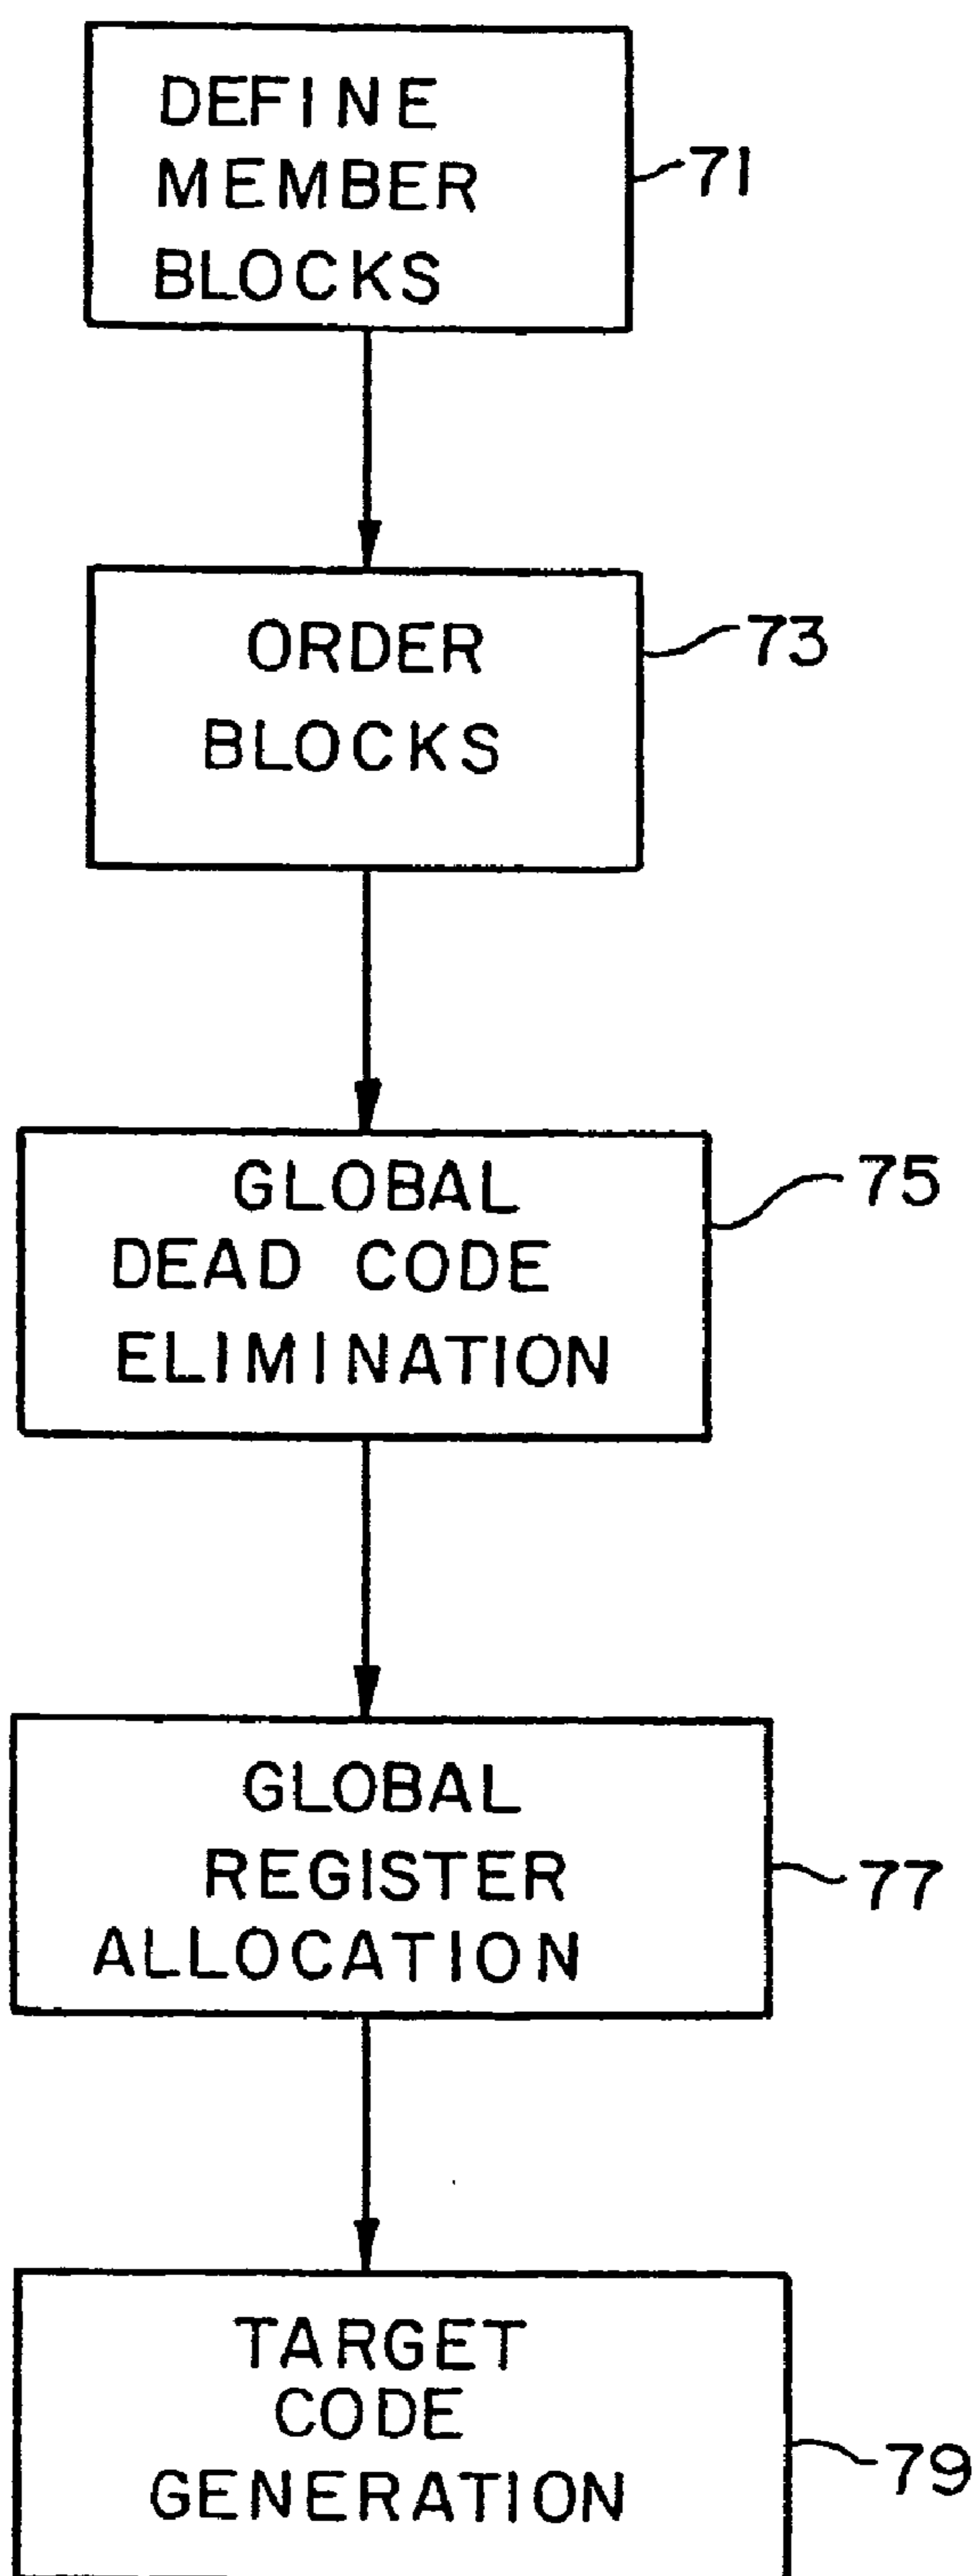 DEFINE
MEMBER
BLOCKS
71
ORDER
BLOCKS
73
GLOBAL
DEAD CODE
ELIMINATION
75
GLOBAL
REGISTER
ALLOCATION
77
TARGET
CODE
GENERATION
79